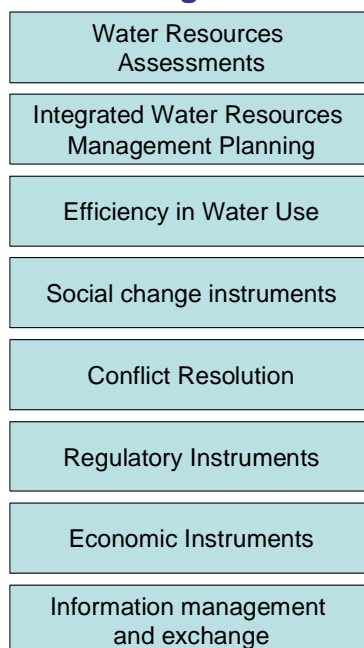 Water Resources
Assessments
Integrated Water Resources
Management Planning
Efficiency in Water Use
Social change instruments
Conflict Resolution
Regulatory Instruments
Economic Instruments
Information management
and exchange